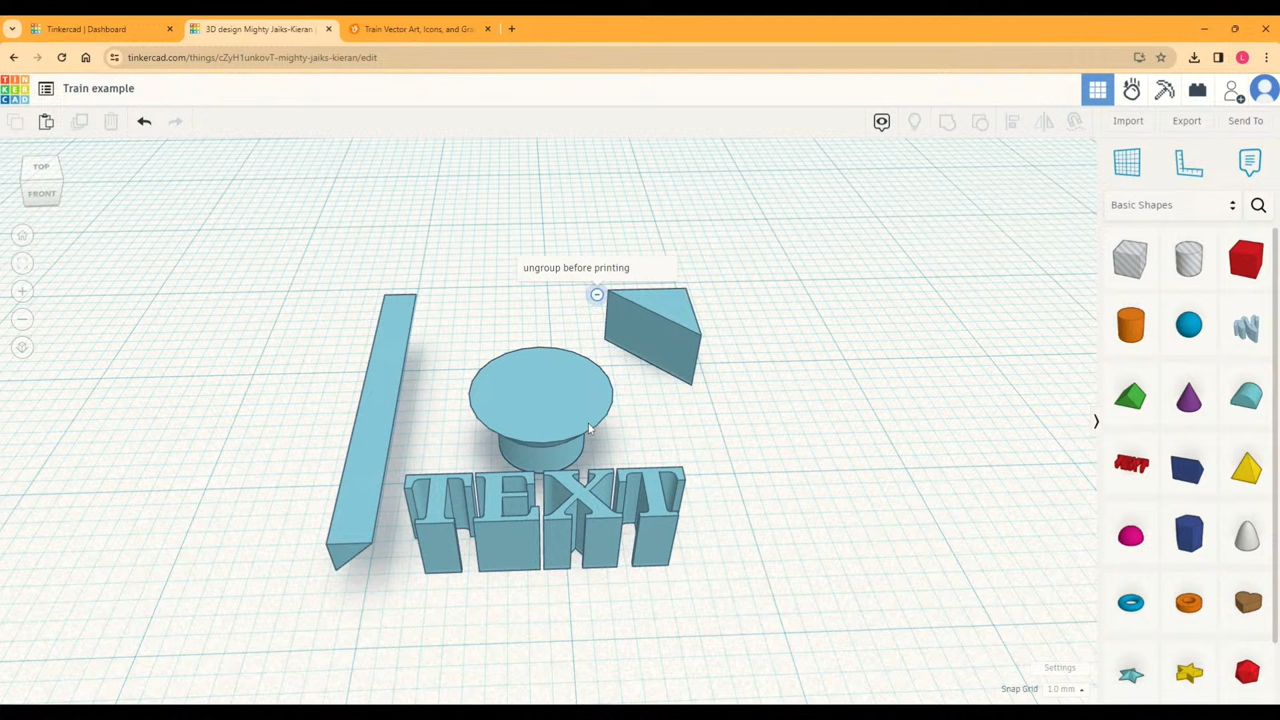 Tinkercad | Dashboard
3D design Mighty Jaiks-Kieran |
Train Vector Art, Icons, and Gra
tinkercad.com/things/cZyH1unkovT-mighty-jaiks-kieran/edit
L
TIN
KER
CAD
Train example
Import
Export
Send To
TOP
FRONT
Basic Shapes
ungroup before printing
TEXT
TEXT
Settings
Snap Grid 1.0 mm